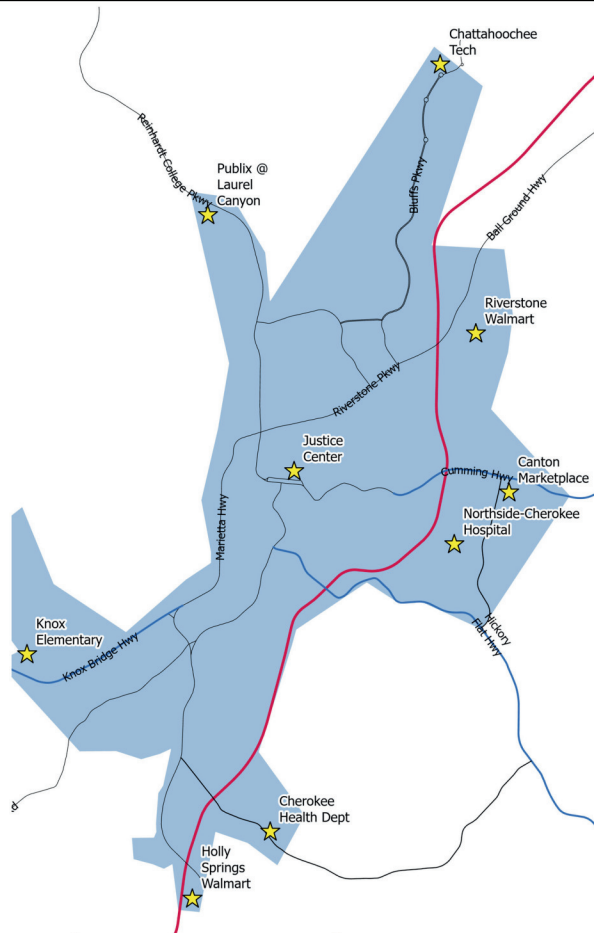 Chattahoochee
Tech
Reinhardt College Pkwy
Publix @
Laurel
Canyon
Bluffs Pkwy
Ball Ground Hwy
Riverstone
Walmart
Riverstone Pkwy
Justice
Center
Cumming Hwy
Canton
Marketplace
Marietta Hwy
Northside-Cherokee
Hospital
Knox
Elementary
Knox Bridge Hwy
Hickory
Flat Hwy
Cherokee
Health Dept
Holly
Springs
Walmart